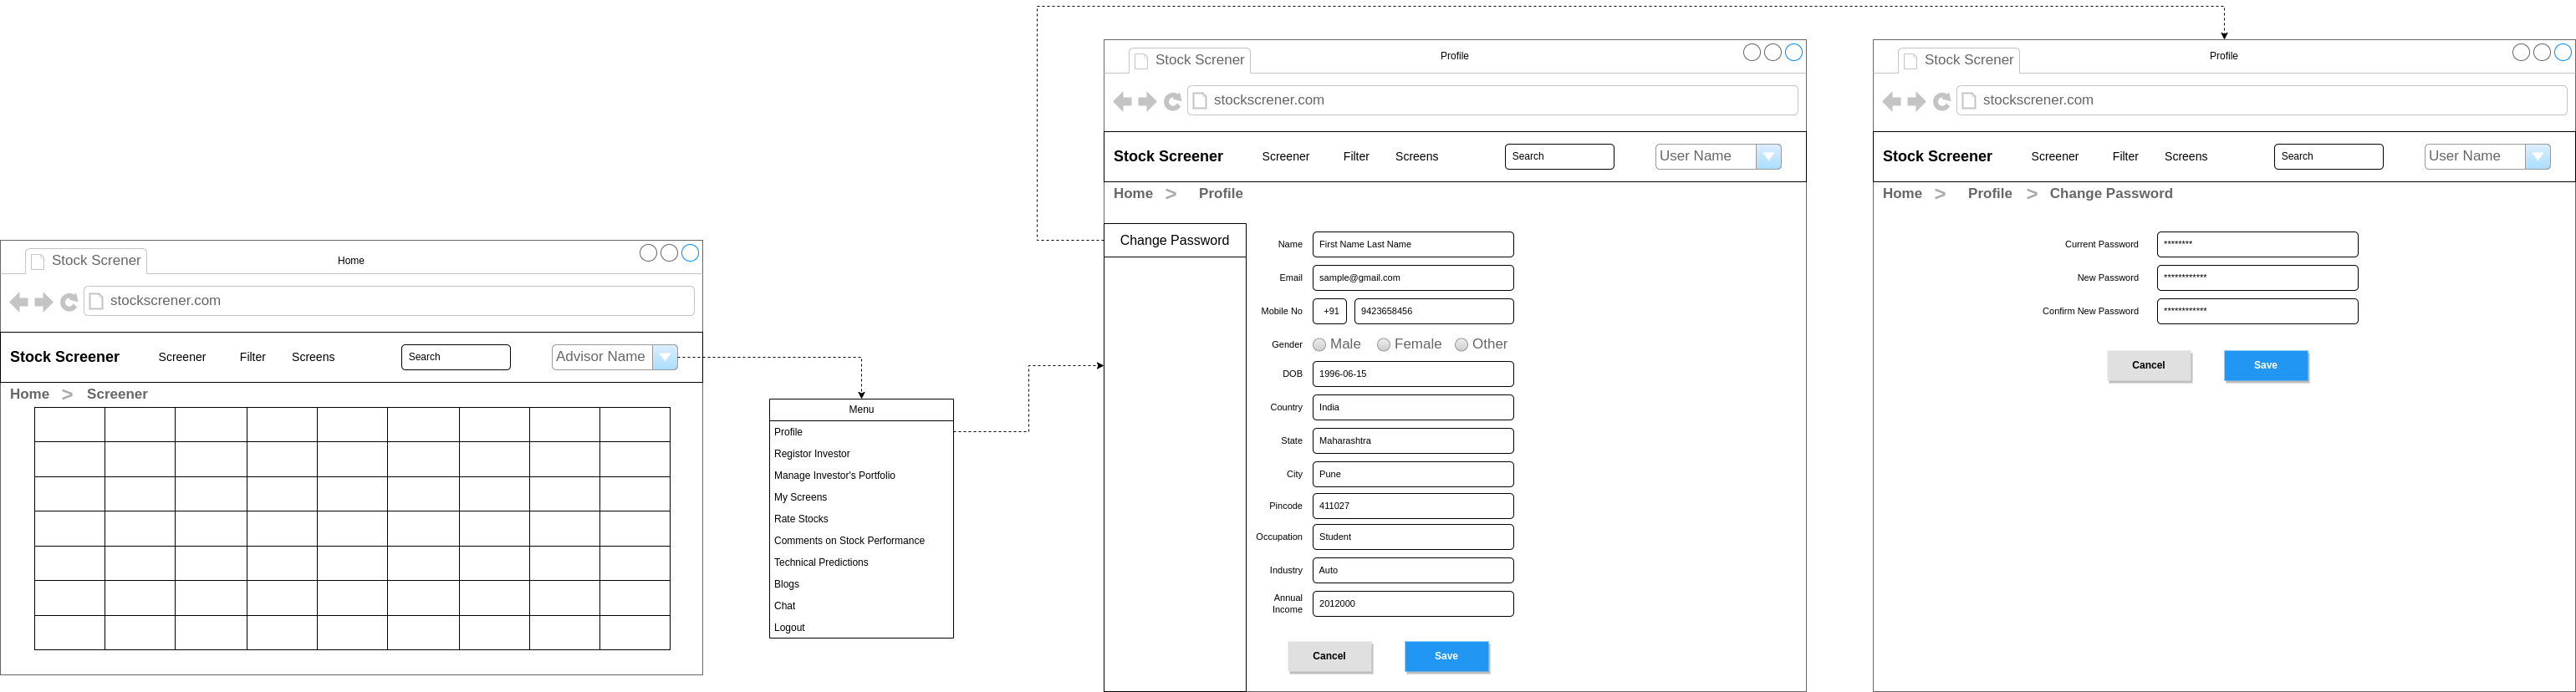 Stock Screner
Home
stockscrener.com
Stock Screener Screener Filter Screens Search Advisor Name
Home > Screener
Menu
Profile
Registor Investor
Manage Investor's Portfolio
My Screens
Rate Stocks
Comments on Stock Performance
Technical Predictions
Blogs
Chat
Logout
Stock Screner
Profile
stockscrener.com
Stock Screener Screener Filter Screens Search User Name
Home > Profile
Change Password
Name First Name Last Name
Email sample@gmail.com
Mobile No +91 9423658456
Gender Male Female Other
DOB 1996-06-15
Country India
State Maharashtra
City Pune
Pincode 411027
Occupation Student
Industry Auto
Annual
Income 2012000
Cancel Save
Stock Screner
Profile
stockscrener.com
Stock Screener Screener Filter Screens Search User Name
Home > Profile > Change Password
Current Password ********
New Password ************
Confirm New Password ************
Cancel Save